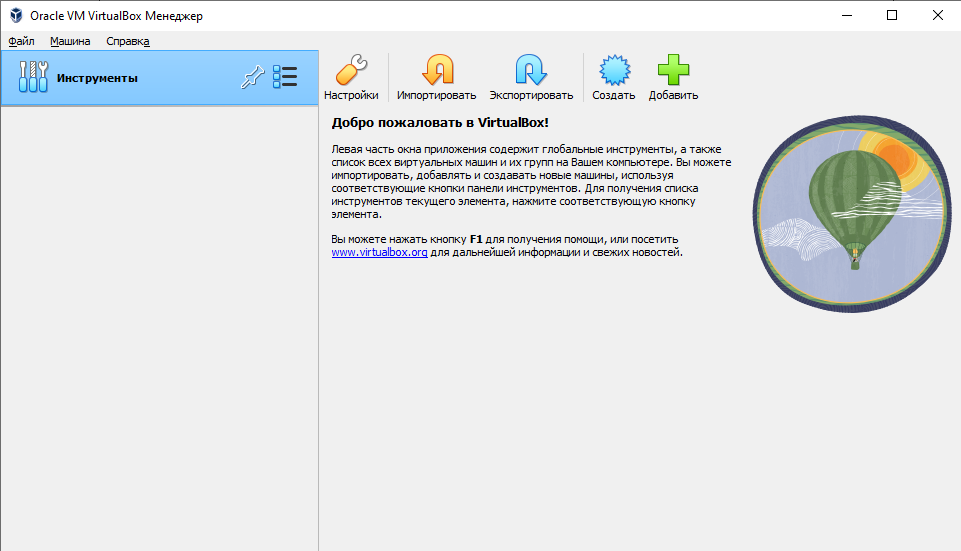 Oracle VM VirtualBox Менеджер
Файл Машина Справка
Инструменты
Настройки Импортировать Экспортировать Создать Добавить
Добро пожаловать в VirtualBox!
Левая часть окна приложения содержит глобальные инструменты, а также
список всех виртуальных машин и их групп на Вашем компьютере. Вы можете
импортировать, добавлять и создавать новые машины, используя
соответствующие кнопки панели инструментов. Для получения списка
инструментов текущего элемента, нажмите соответствующую кнопку
элемента.
Вы можете нажать кнопку F1 для получения помощи, или посетить
www.virtualbox.org для дальнейшей информации и свежих новостей.